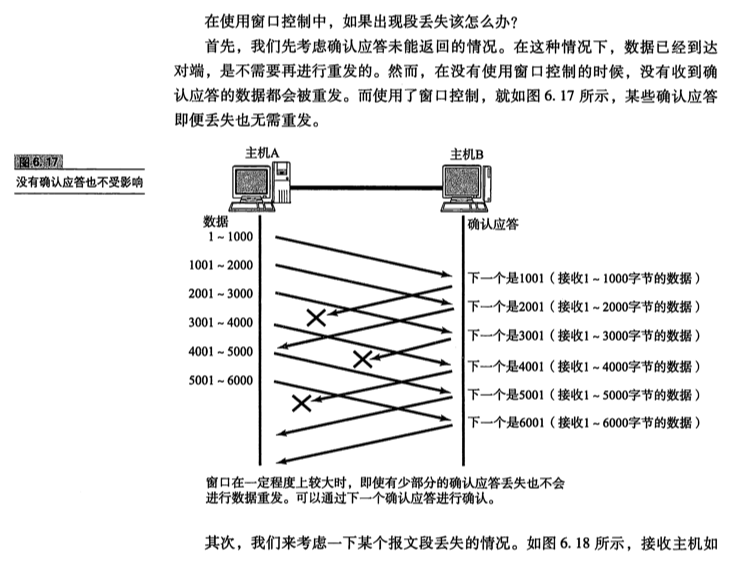 在使用窗口控制中，如果出现段丢失该怎么办？
首先，我们先考虑确认应答未能返回的情况。在这种情况下，数据已经到达
对端，是不需要再进行重发的。然而，在没有使用窗口控制的时候，没有收到确
认应答的数据都会被重发。而使用了窗口控制，就如图 6.17 所示，某些确认应答
即便丢失也无需重发。
图 6.17
没有确认应答也不受影响
主机A
主机B
数据
确认应答
1～1000
1001～2000
2001～3000
3001～4000
4001～5000
5001～6000
下一个是1001（接收1～1000字节的数据）
下一个是2001（接收1～2000字节的数据）
下一个是3001（接收1～3000字节的数据）
下一个是4001（接收1～4000字节的数据）
下一个是5001（接收1～5000字节的数据）
下一个是6001（接收1～6000字节的数据）
窗口在一定程度上较大时，即使有少部分的确认应答丢失也不会
进行数据重发。可以通过下一个确认应答进行确认。
其次，我们来考虑一下某个报文段丢失的情况。如图 6.18 所示，接收主机如